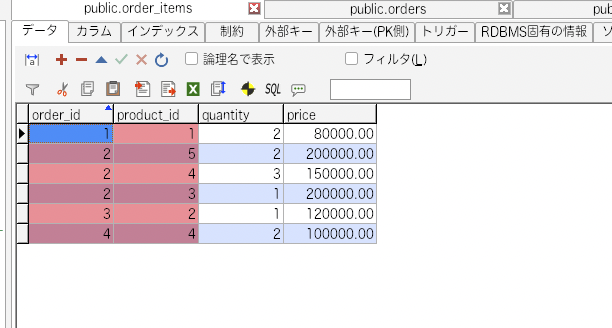 public.order_items public.orders pub
データ カラム インデックス 制約 外部キー 外部キー(PK側) トリガー RDBMS固有の情報 ソ
論理名で表示 フィルタ(L)
SQL
order_id product_id quantity price
1 1 2 80000.00
2 5 2 200000.00
2 4 3 150000.00
2 3 1 200000.00
3 2 1 120000.00
4 4 2 100000.00